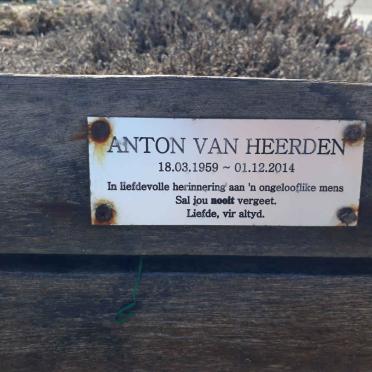 ANTON VAN HEERDEN
18.03.1959 ~ 01.12.2014
In liefdevolle herinnering aan 'n ongelooflike mens
Sal jou nooit vergeet.
Liefde, vir altyd.